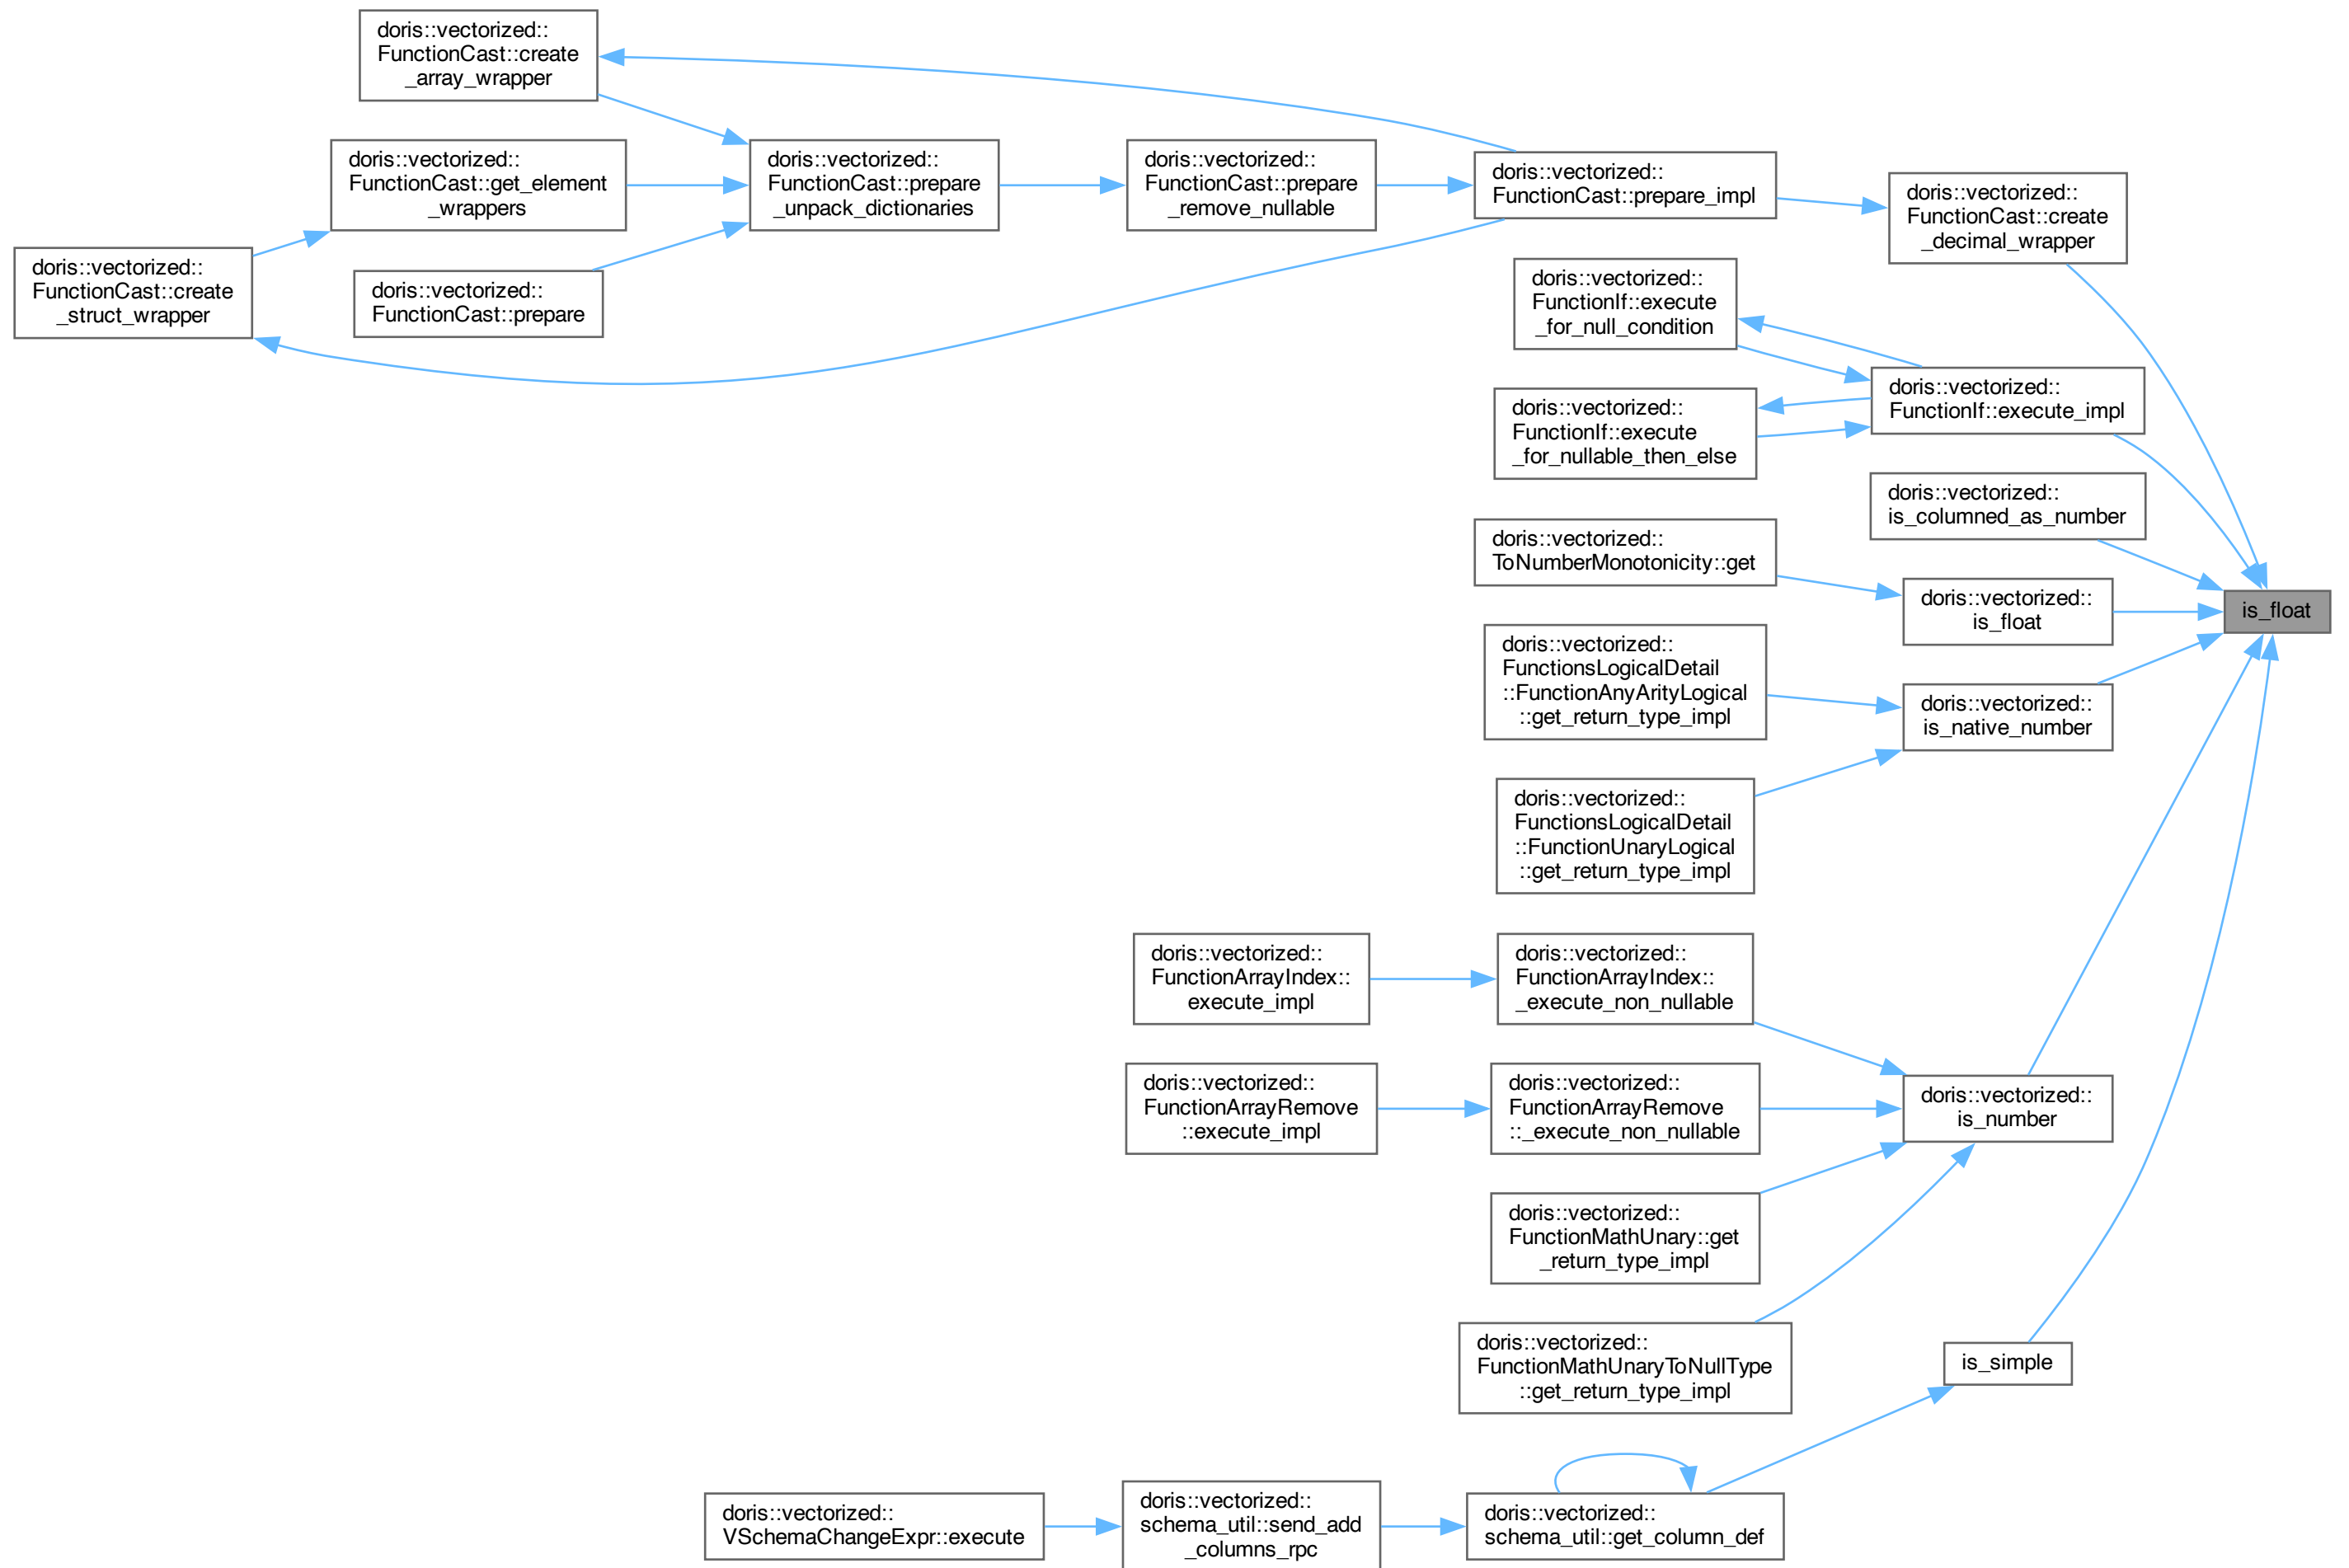 doris::vectorized::
FunctionCast::create
_array_wrapper
doris::vectorized::
FunctionCast::get_element
_wrappers
doris::vectorized::
FunctionCast::prepare
_unpack_dictionaries
doris::vectorized::
FunctionCast::prepare
_remove_nullable
doris::vectorized::
FunctionCast::prepare_impl
doris::vectorized::
FunctionCast::create
_decimal_wrapper
doris::vectorized::
FunctionCast::create
_struct_wrapper
doris::vectorized::
FunctionCast::prepare
doris::vectorized::
FunctionIf::execute
_for_null_condition
doris::vectorized::
FunctionIf::execute_impl
doris::vectorized::
FunctionIf::execute
_for_nullable_then_else
doris::vectorized::
is_columned_as_number
doris::vectorized::
ToNumberMonotonicity::get
doris::vectorized::
is_float
is_float
doris::vectorized::
FunctionsLogicalDetail
::FunctionAnyArityLogical
::get_return_type_impl
doris::vectorized::
is_native_number
doris::vectorized::
FunctionsLogicalDetail
::FunctionUnaryLogical
::get_return_type_impl
doris::vectorized::
FunctionArrayIndex::
execute_impl
doris::vectorized::
FunctionArrayIndex::
_execute_non_nullable
doris::vectorized::
FunctionArrayRemove
::execute_impl
doris::vectorized::
FunctionArrayRemove
::_execute_non_nullable
doris::vectorized::
is_number
doris::vectorized::
FunctionMathUnary::get
_return_type_impl
doris::vectorized::
FunctionMathUnaryToNullType
::get_return_type_impl
is_simple
doris::vectorized::
VSchemaChangeExpr::execute
doris::vectorized::
schema_util::send_add
_columns_rpc
doris::vectorized::
schema_util::get_column_def